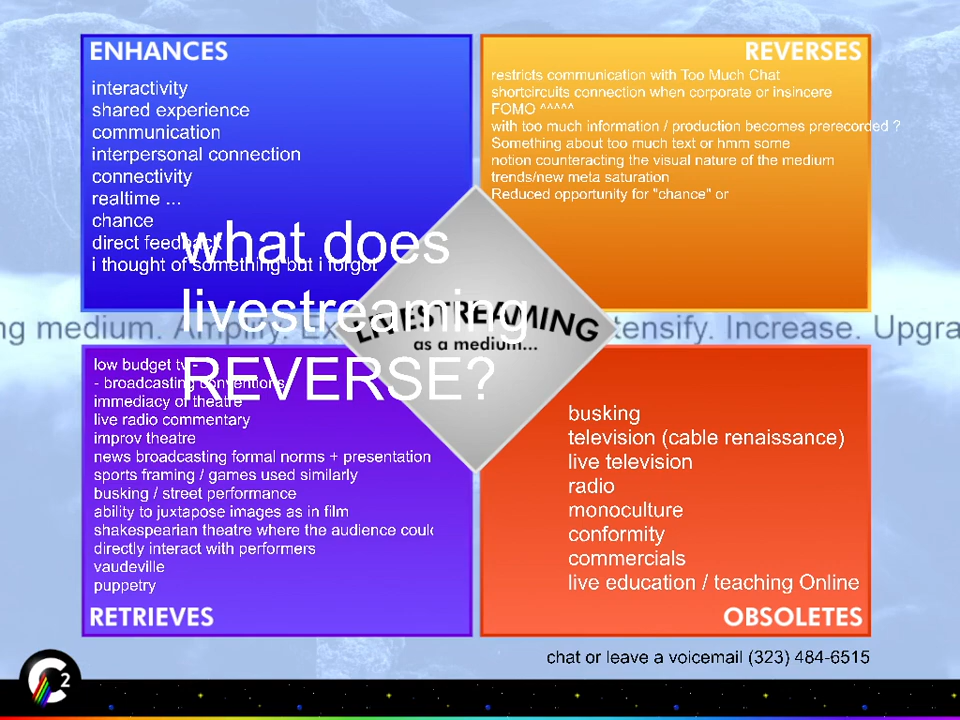 ENHANCES
interactivity
shared experience
communication
interpersonal connection
connectivity
realtime ...
chance
direct feedback
i thought of something but i forgot
REVERSES
restricts communication with Too Much Chat
shortcircuits connection when corporate or insincere
FOMO ^^^^^
with too much information / production becomes prerecorded ?
Something about too much text or hmm some
notion counteracting the visual nature of the medium
trends/new meta saturation
Reduced opportunity for "chance" or
what does
livestreaming
REVERSE?
LIVESTREAMING
as a medium...
ng medium. Amplify. Ex tensify. Increase. Upgra
low budget tv -
- broadcasting conventions
immediacy of theatre
live radio commentary
improv theatre
news broadcasting formal norms + presentation
sports framing / games used similarly
busking / street performance
ability to juxtapose images as in film
shakespearian theatre where the audience could
directly interact with performers
vaudeville
puppetry
RETRIEVES
busking
television (cable renaissance)
live television
radio
monoculture
conformity
commercials
live education / teaching Online
OBSOLETES
chat or leave a voicemail (323) 484-6515
C2